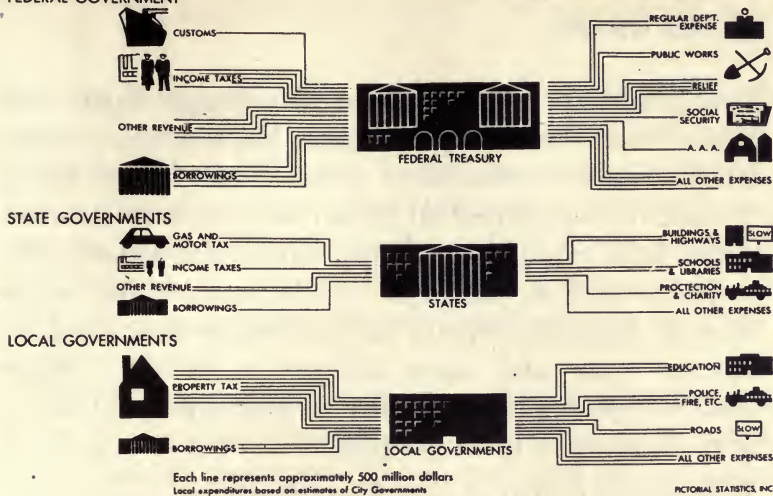 FEDERAL GOVERNMENT
CUSTOMS
INCOME TAXES
OTHER REVENUE
BORROWINGS
FEDERAL TREASURY
REGULAR DEP'T.
EXPENSE
PUBLIC WORKS
RELIEF
SOCIAL
SECURITY
A. A. A.
ALL OTHER EXPENSES
STATE GOVERNMENTS
GAS AND
MOTOR TAX
INCOME TAXES
OTHER REVENUE
BORROWINGS
STATES
BUILDINGS &
HIGHWAYS
SLOW
SCHOOLS
& LIBRARIES
PROCTECTION
& CHARITY
ALL OTHER EXPENSES
LOCAL GOVERNMENTS
PROPERTY TAX
BORROWINGS
LOCAL GOVERNMENTS
EDUCATION
POLICE,
FIRE, ETC.
ROADS
SLOW
ALL OTHER EXPENSES
Each line represents approximately 500 million dollars
Local expenditures based on estimates of City Governments
PICTORIAL STATISTICS, INC